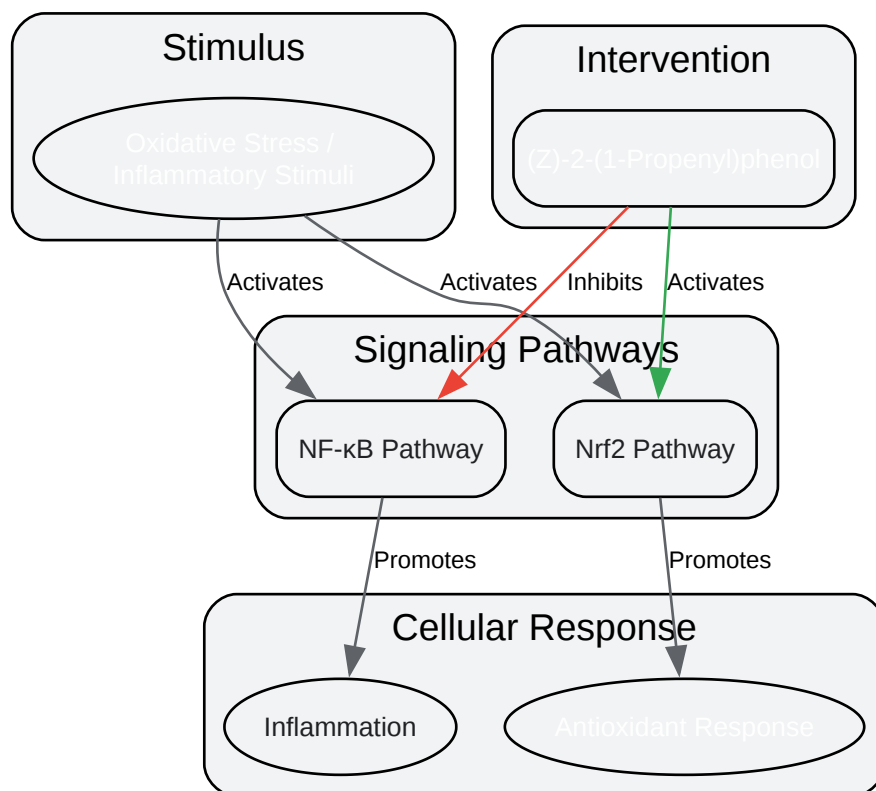 Stimulus
Intervention
Oxidative Stress /
Inflammatory Stimuli
(Z)-2-(1-Propenyl)phenol
Activates
Activates
Inhibits
Activates
Signaling Pathways
NF-κB Pathway
Nrf2 Pathway
Promotes
Promotes
Cellular Response
Inflammation
Antioxidant Response